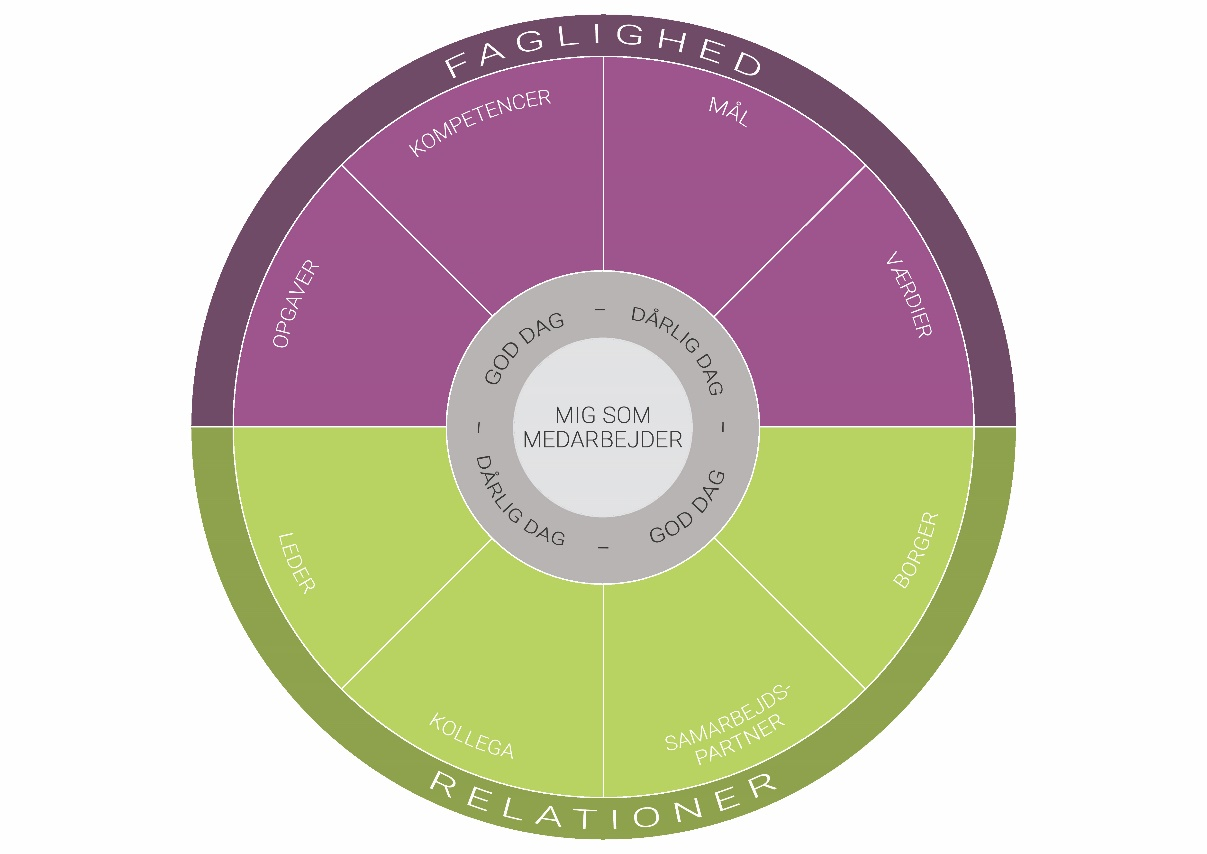 FAGLIGHED
KOMPETENCER
MÅL
OPGAVER
VÆRDIER
GOD DAG – DÅRLIG DAG –
MIG SOM
MEDARBEJDER
– DÅRLIG DAG – GOD DAG
LEDER
BORGER
KOLLEGA
SAMARBEJDS-
PARTNER
RELATIONER